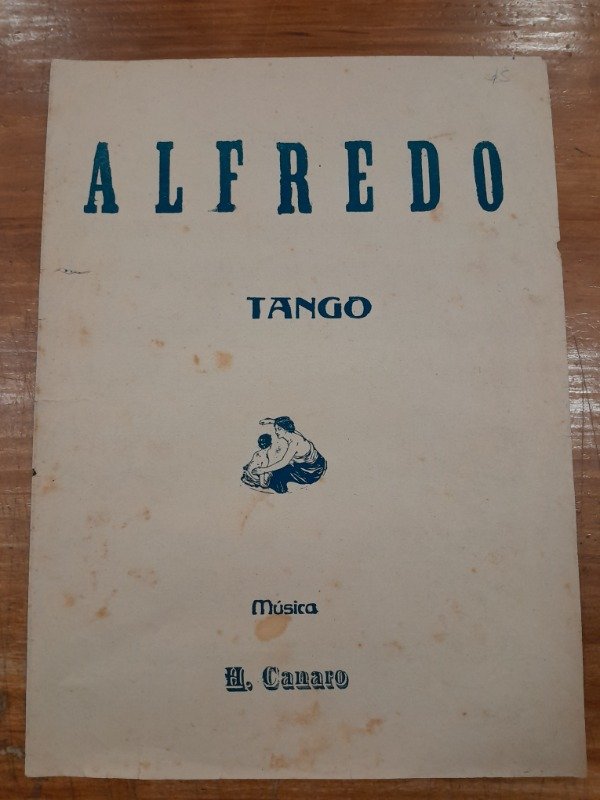 ALFREDO
TANGO
Música
H. Canaro